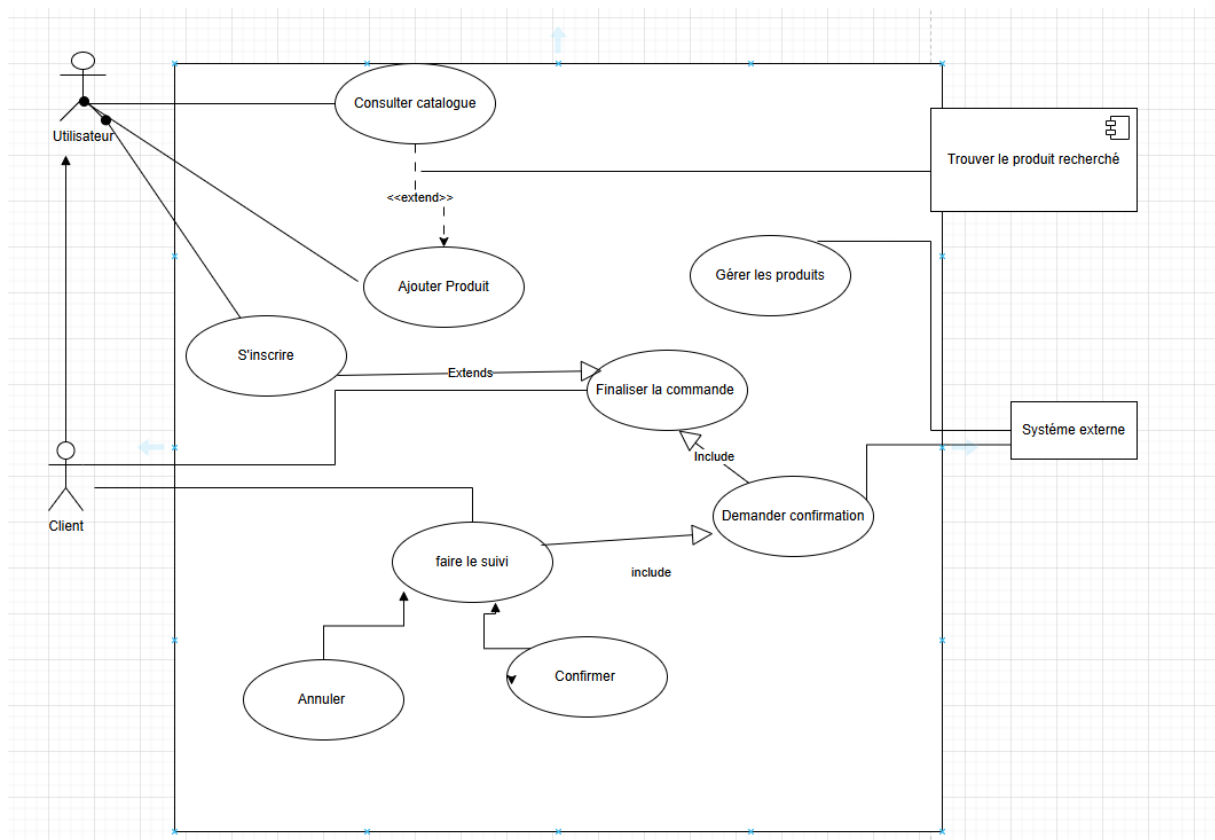 Consulter catalogue
Utilisateur
Trouver le produit recherché
<<extend>>
Gérer les produits
Ajouter Produit
S'inscrire
Extends
Finaliser la commande
Systéme externe
Include
Client
Demander confirmation
faire le suivi
include
Confirmer
Annuler